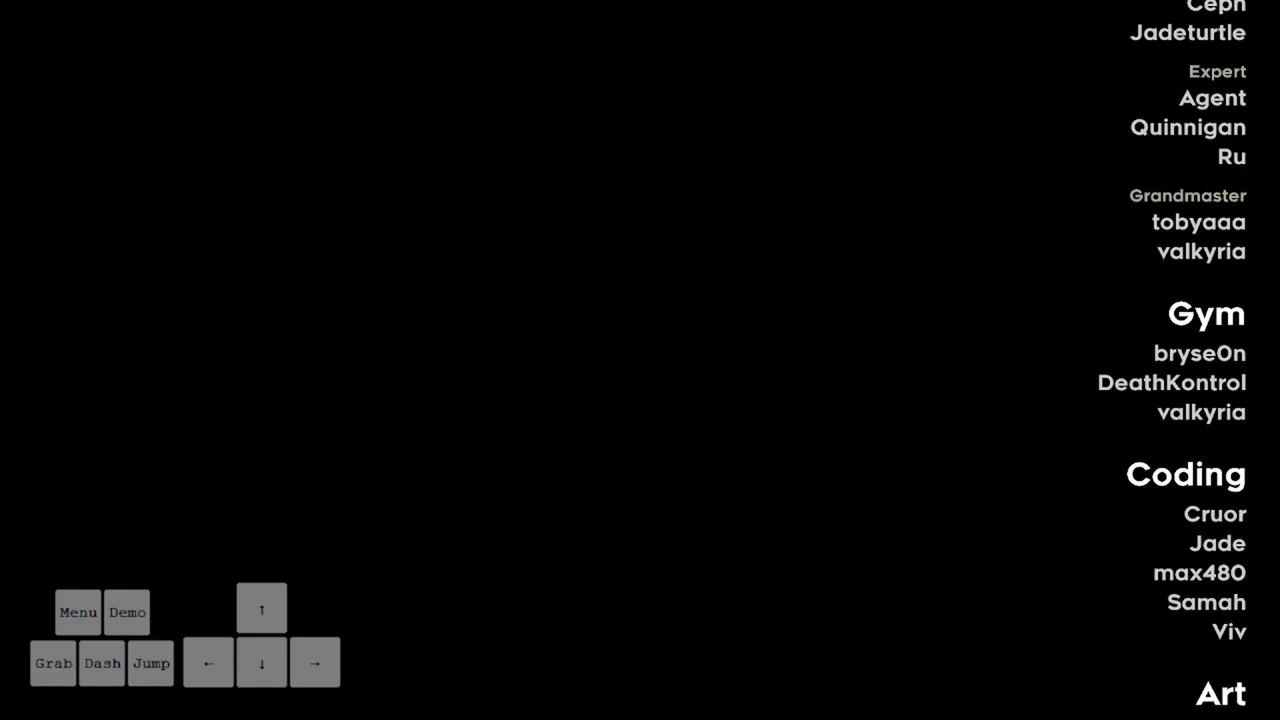 Ceph
Jadeturtle
Expert
Agent
Quinnigan
Ru
Grandmaster
tobyaaa
valkyria
Gym
bryse0n
DeathKontrol
valkyria
Coding
Cruor
Jade
max480
Samah
Viv
Art
Menu Demo ↑
Grab Dash Jump ← ↓ →